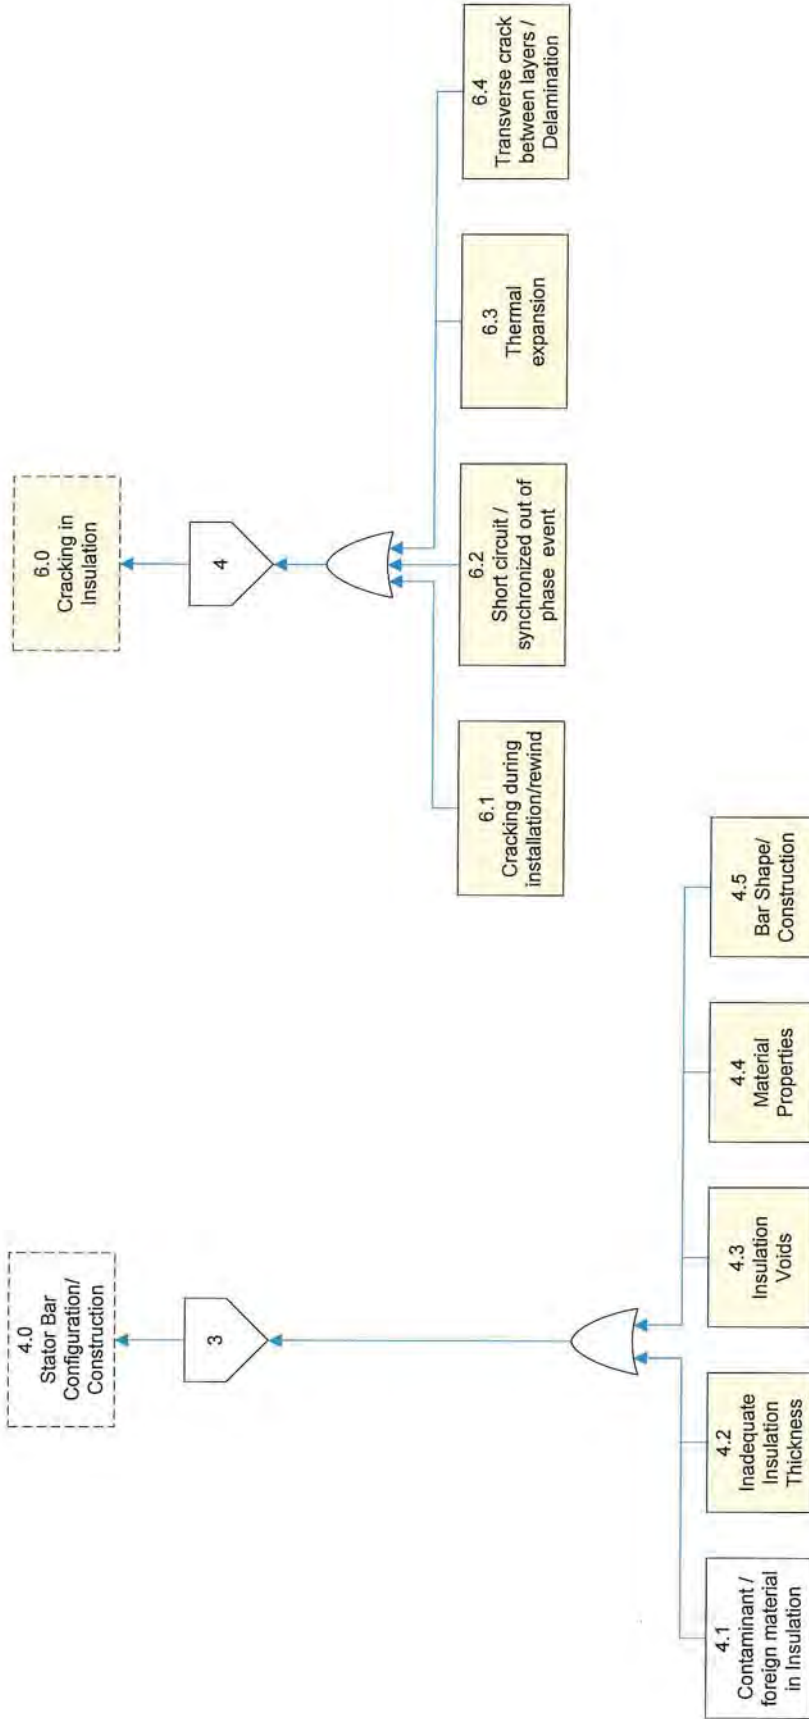 4.0
Stator Bar
Configuration/
Construction
3
4.1
Contaminant /
foreign material
in Insulation
4.2
Inadequate
Insulation
Thickness
4.3
Insulation
Voids
4.4
Material
Properties
4.5
Bar Shape/
Construction
6.0
Cracking in
Insulation
4
6.1
Cracking during
installation/rewind
6.2
Short circuit /
synchronized out of
phase event
6.3
Thermal
expansion
6.4
Transverse crack
between layers /
Delamination